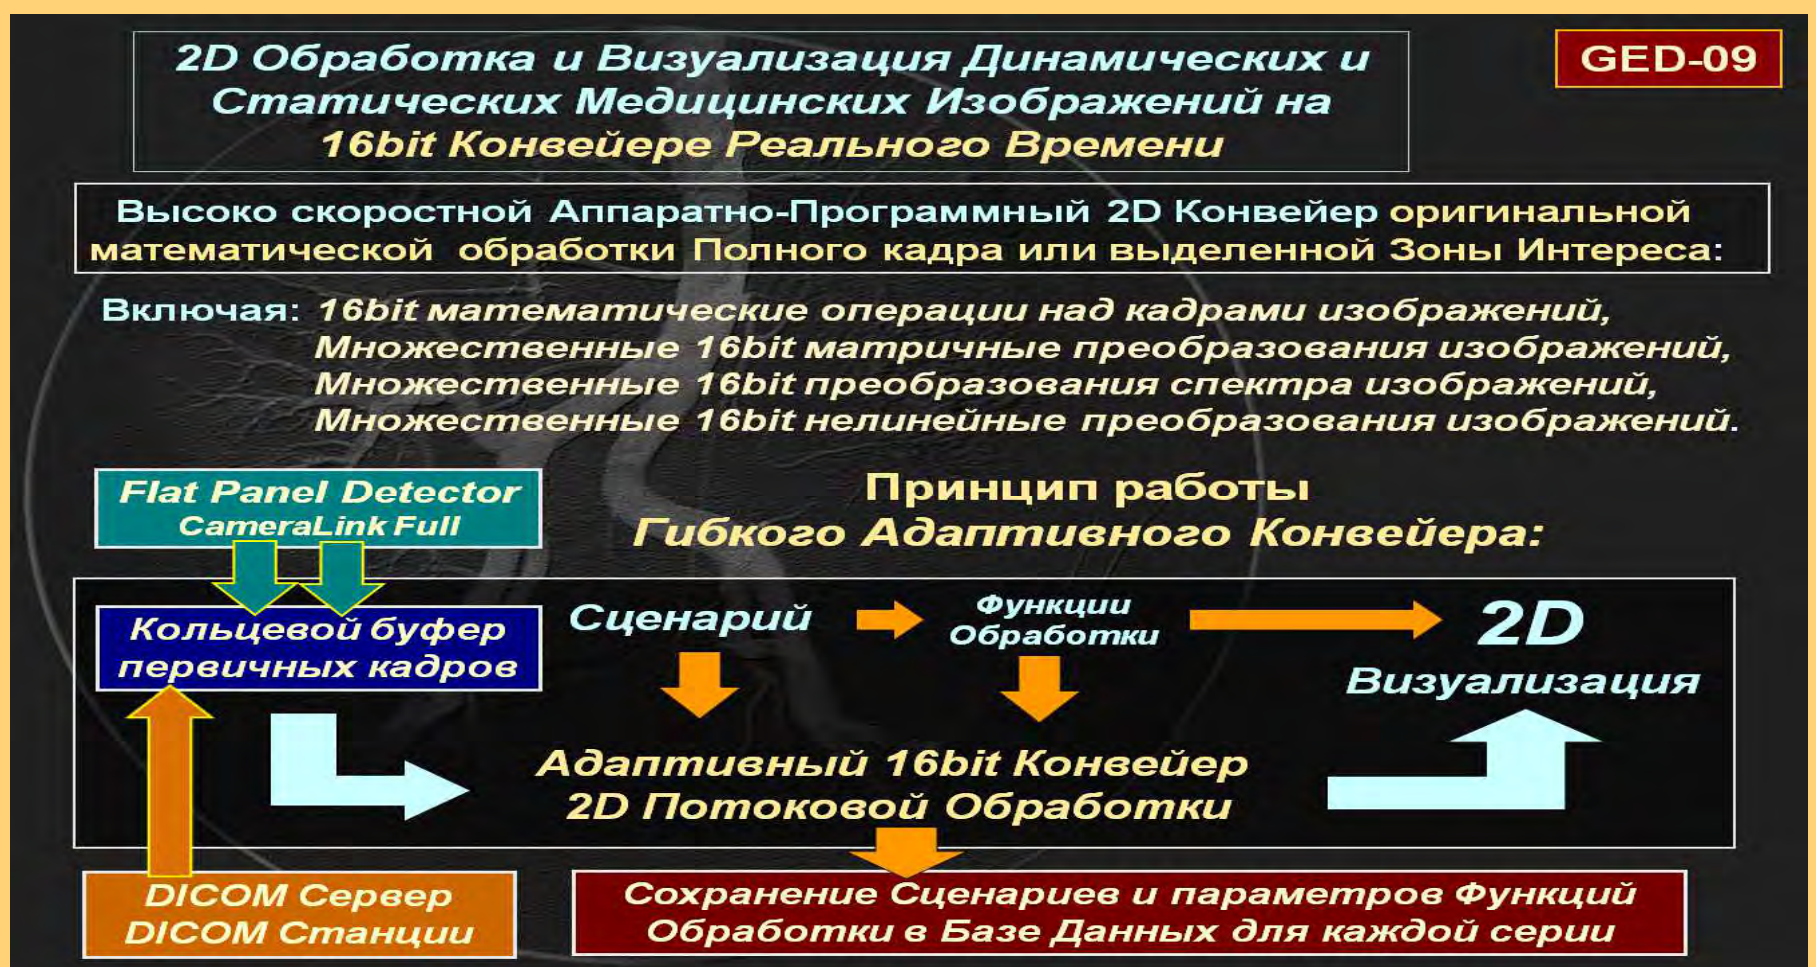 2D Обработка и Визуализация Динамических и
Статических Медицинских Изображений на
16bit Конвейере Реального Времени
GED-09
Высоко скоростной Аппаратно-Программный 2D Конвейер оригинальной
математической обработки Полного кадра или выделенной Зоны Интереса:
Включая: 16bit математические операции над кадрами изображений,
Множественные 16bit матричные преобразования изображений,
Множественные 16bit преобразования спектра изображений,
Множественные 16bit нелинейные преобразования изображений.
Flat Panel Detector
CameraLink Full
Принцип работы
Гибкого Адаптивного Конвейера:
Кольцевой буфер
первичных кадров
Сценарий
Функции
Обработки
2D
Визуализация
Адаптивный 16bit Конвейер
2D Потоковой Обработки
DICOM Сервер
DICOM Станции
Сохранение Сценариев и параметров Функций
Обработки в Базе Данных для каждой серии